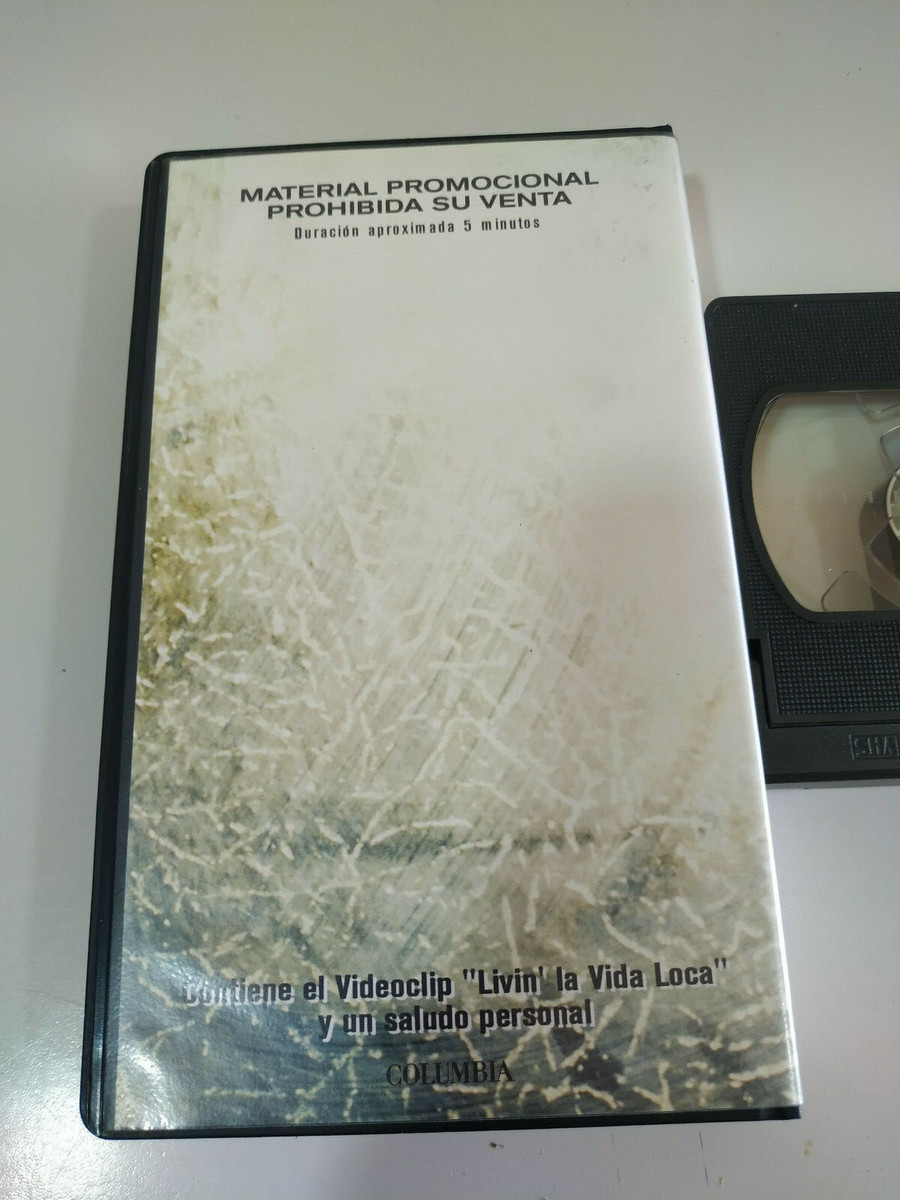 MATERIAL PROMOCIONAL
PROHIBIDA SU VENTA
Duración aproximada 5 minutos
Contiene el Videoclip "Livin' la Vida Loca"
y un saludo personal
COLUMBIA